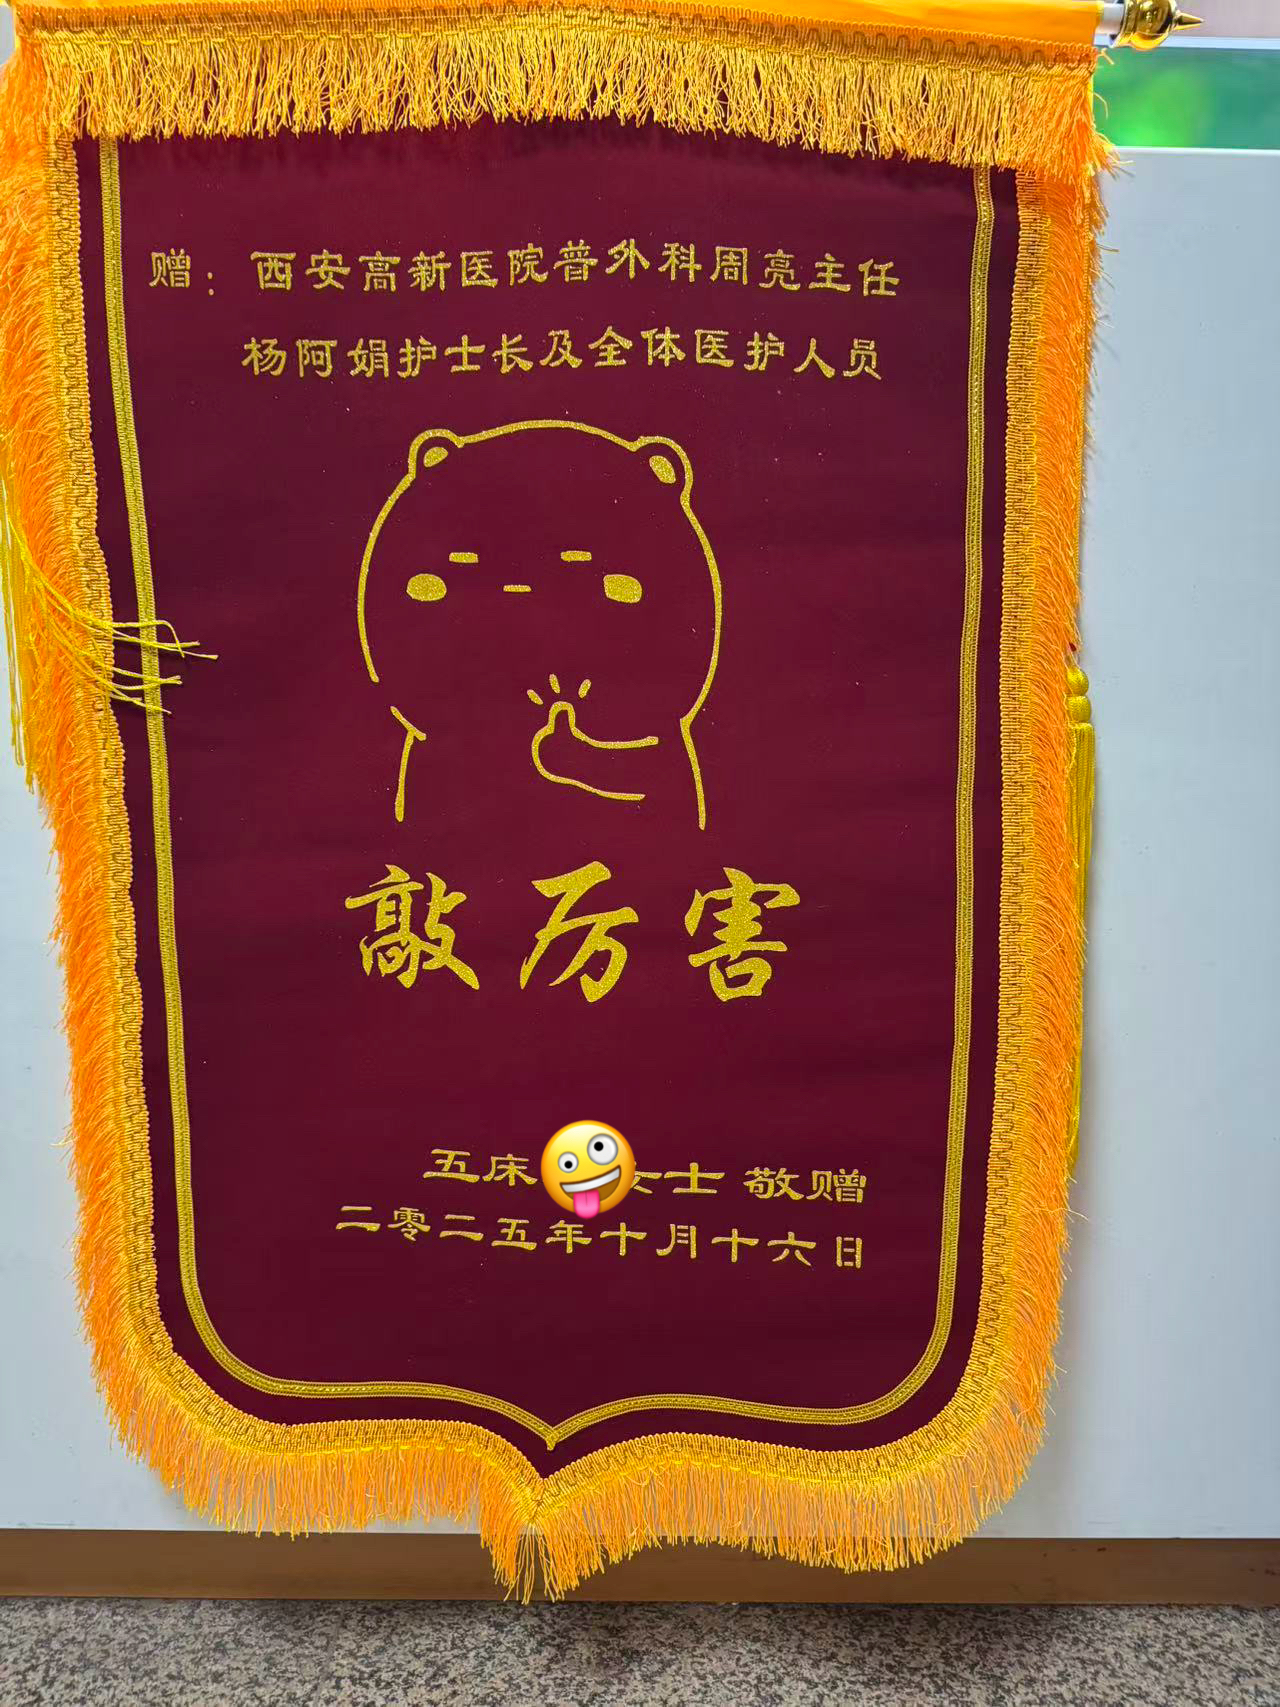 赠：西安高新医院普外科周亮主任
杨阿娟护士长及全体医护人员
敲厉害
五床 女士 敬赠
二零二五年十月十六日